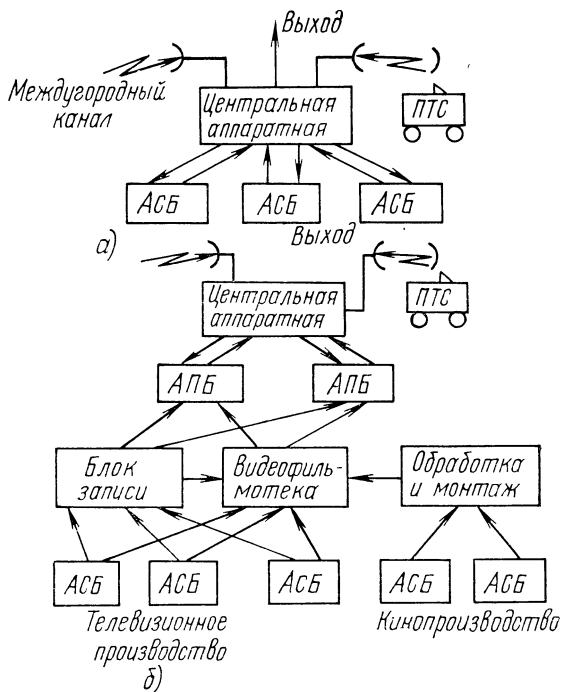 Выход
Междугородный
канал
Центральная
аппаратная
ПТС
АСБ
АСБ
АСБ
Выход
а)
Центральная
аппаратная
ПТС
АПБ
АПБ
Блок
записи
Видеофиль-
мотека
Обработка
и монтаж
АСБ
АСБ
АСБ
АСБ
АСБ
Телевизионное
производство
Кинопроизводство
б)